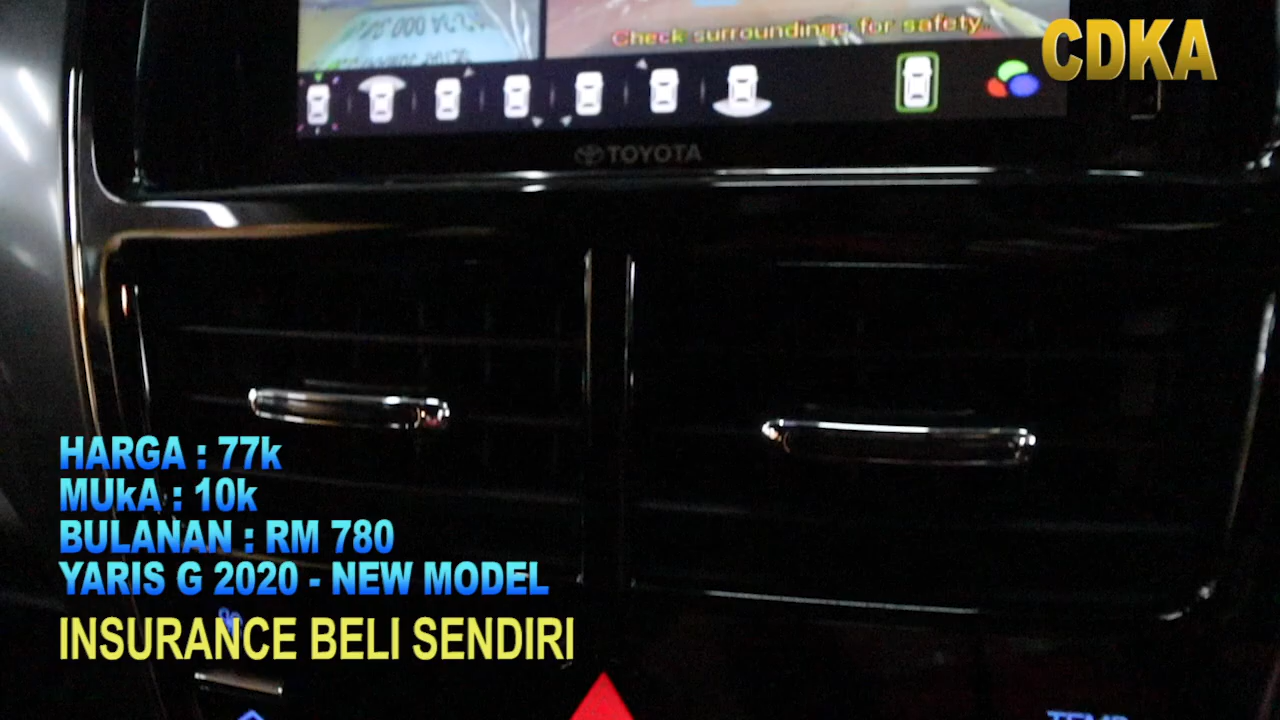 Check surroundings for safety.
CDKA
TOYOTA
HARGA : 77k
MUkA : 10k
BULANAN : RM 780
YARIS G 2020 - NEW MODEL
INSURANCE BELI SENDIRI
TEMP